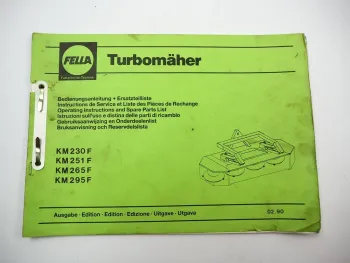 FELLA
Turbomäher
Bedienungsanleitung + Ersatzteilliste
Instructions de Service et Liste des Pièces de Rechange
Operating Instructions and Spare Parts List
Istruzioni sull'uso e distina delle parti di ricambio
Gebruiksaanwijzing en Onderdeelenlijst
Bruksanvisning och Reservdelslista
KM 230 F
KM 251 F
KM 265 F
KM 295 F
Ausgabe · Edition · Edition · Edizione · Uitgave · Utgava
02.90